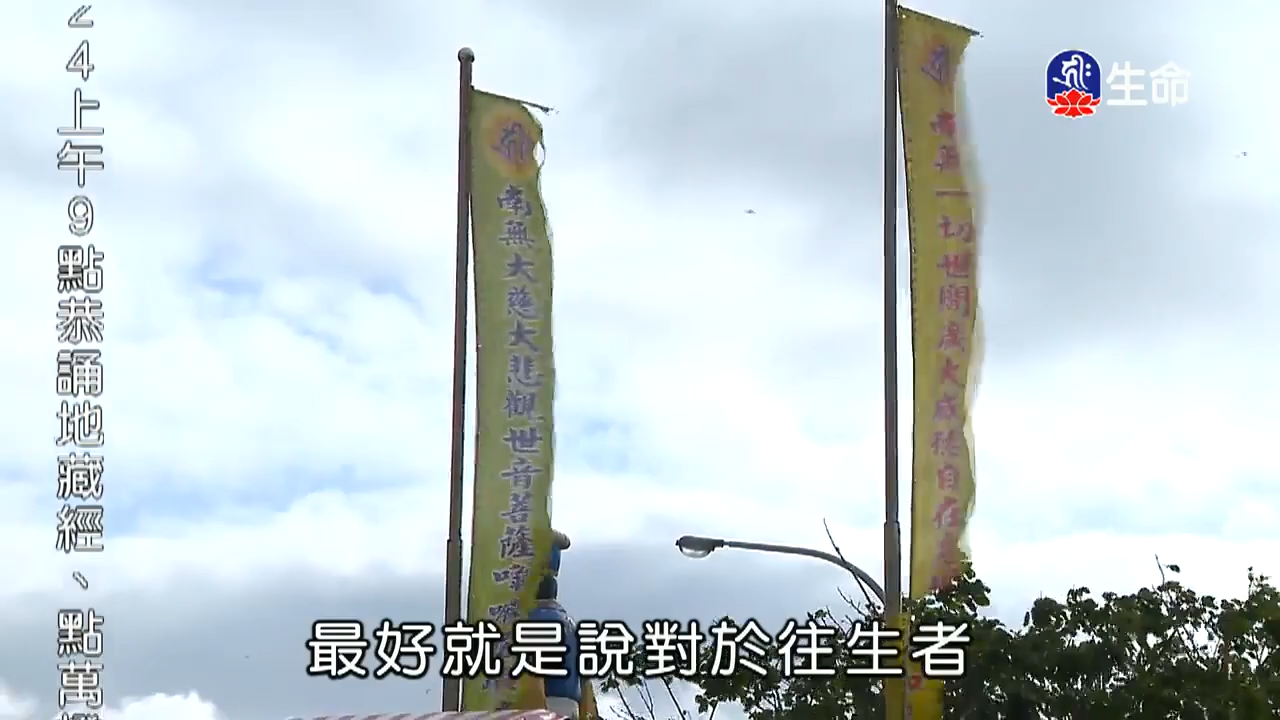 24上午9點恭誦地藏經、點萬
南無大慈大悲觀世音菩薩
南無一切世間廣大威德自在
生命
最好就是說對於往生者